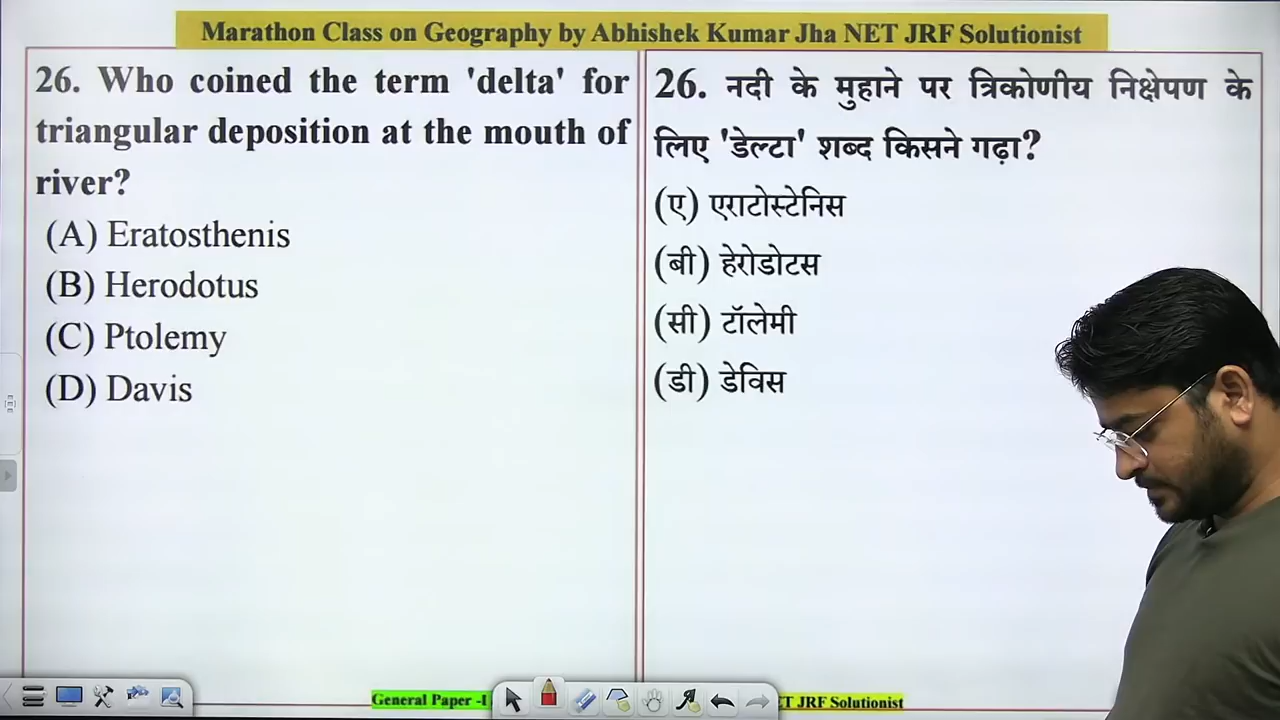 Marathon Class on Geography by Abhishek Kumar Jha NET JRF Solutionist
26. Who coined the term 'delta' for
triangular deposition at the mouth of
river?
(A) Eratosthenis
(B) Herodotus
(C) Ptolemy
(D) Davis
26. नदी के मुहाने पर त्रिकोणीय निक्षेपण के
लिए 'डेल्टा' शब्द किसने गढ़ा?
(ए) एराटोस्टेनिस
(बी) हेरोडोटस
(सी) टॉलेमी
(डी) डेविस
General Paper -I
ET JRF Solutionist